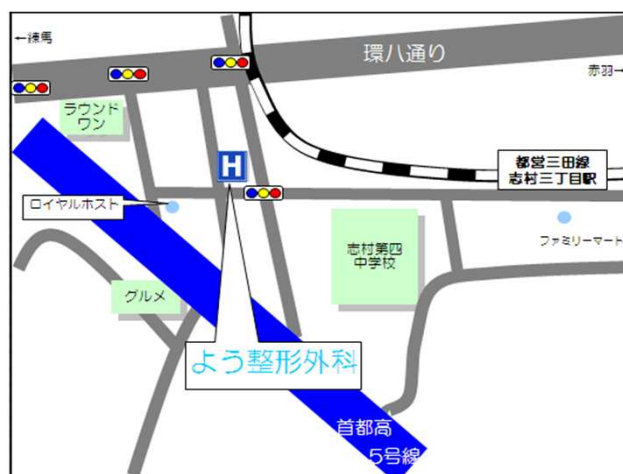 ←練馬
環八通り
赤羽→
ラウンド
ワン
H
都営三田線
志村三丁目駅
ロイヤルホスト
志村第四
中学校
ファミリーマート
グルメ
よう整形外科
首都高
5号線